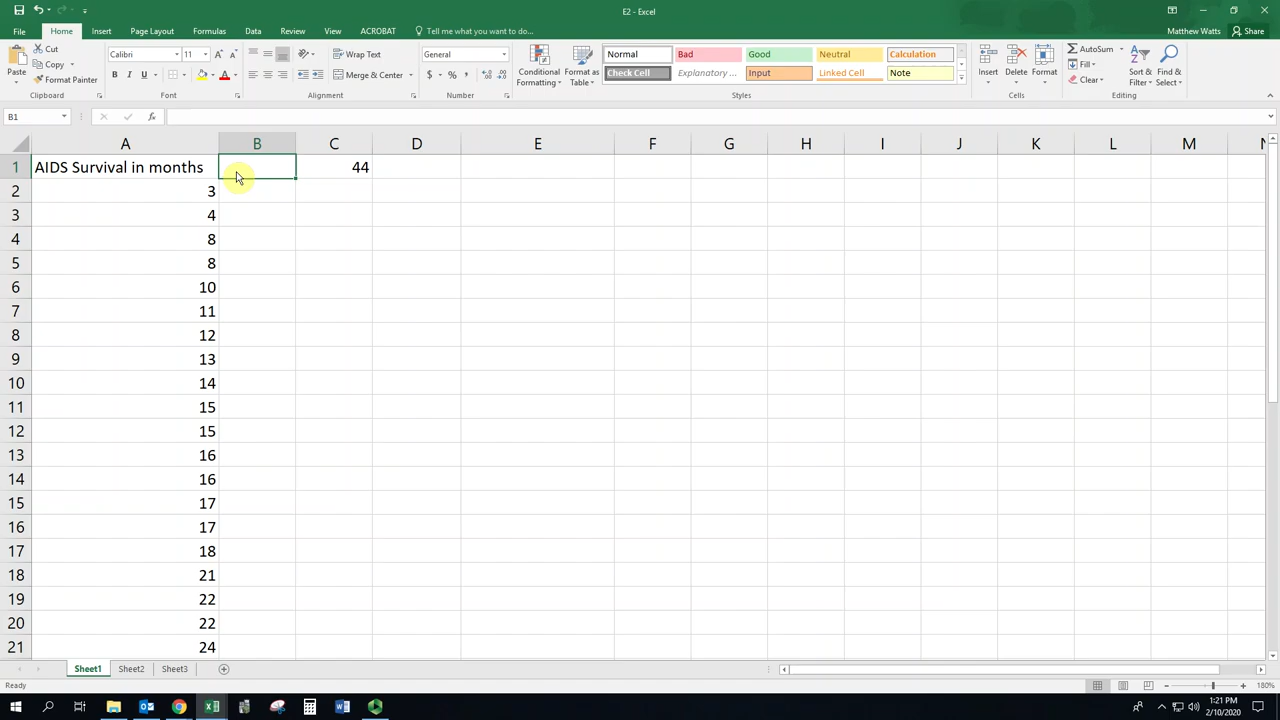 E2 - Excel
File Home Insert Page Layout Formulas Data Review View ACROBAT Tell me what you want to do... Matthew Watts Share
Paste
Cut
Copy
Format Painter
Clipboard
Calibri 11
B I U
Font
Wrap Text
Merge & Center
Alignment
General
$ % ,
Number
Conditional Formatting
Format as Table
Normal Bad Good Neutral Calculation
Check Cell Explanatory ... Input Linked Cell Note
Styles
Insert Delete Format
Cells
AutoSum
Fill
Clear
Sort & Filter
Find & Select
Editing
B1 fx
A B C D E F G H I J K L M N
1 AIDS Survival in months 44
2 3
3 4
4 8
5 8
6 10
7 11
8 12
9 13
10 14
11 15
12 15
13 16
14 16
15 17
16 17
17 18
18 21
19 22
20 22
21 24
Sheet1 Sheet2 Sheet3
Ready 180%
1:21 PM
2/10/2020